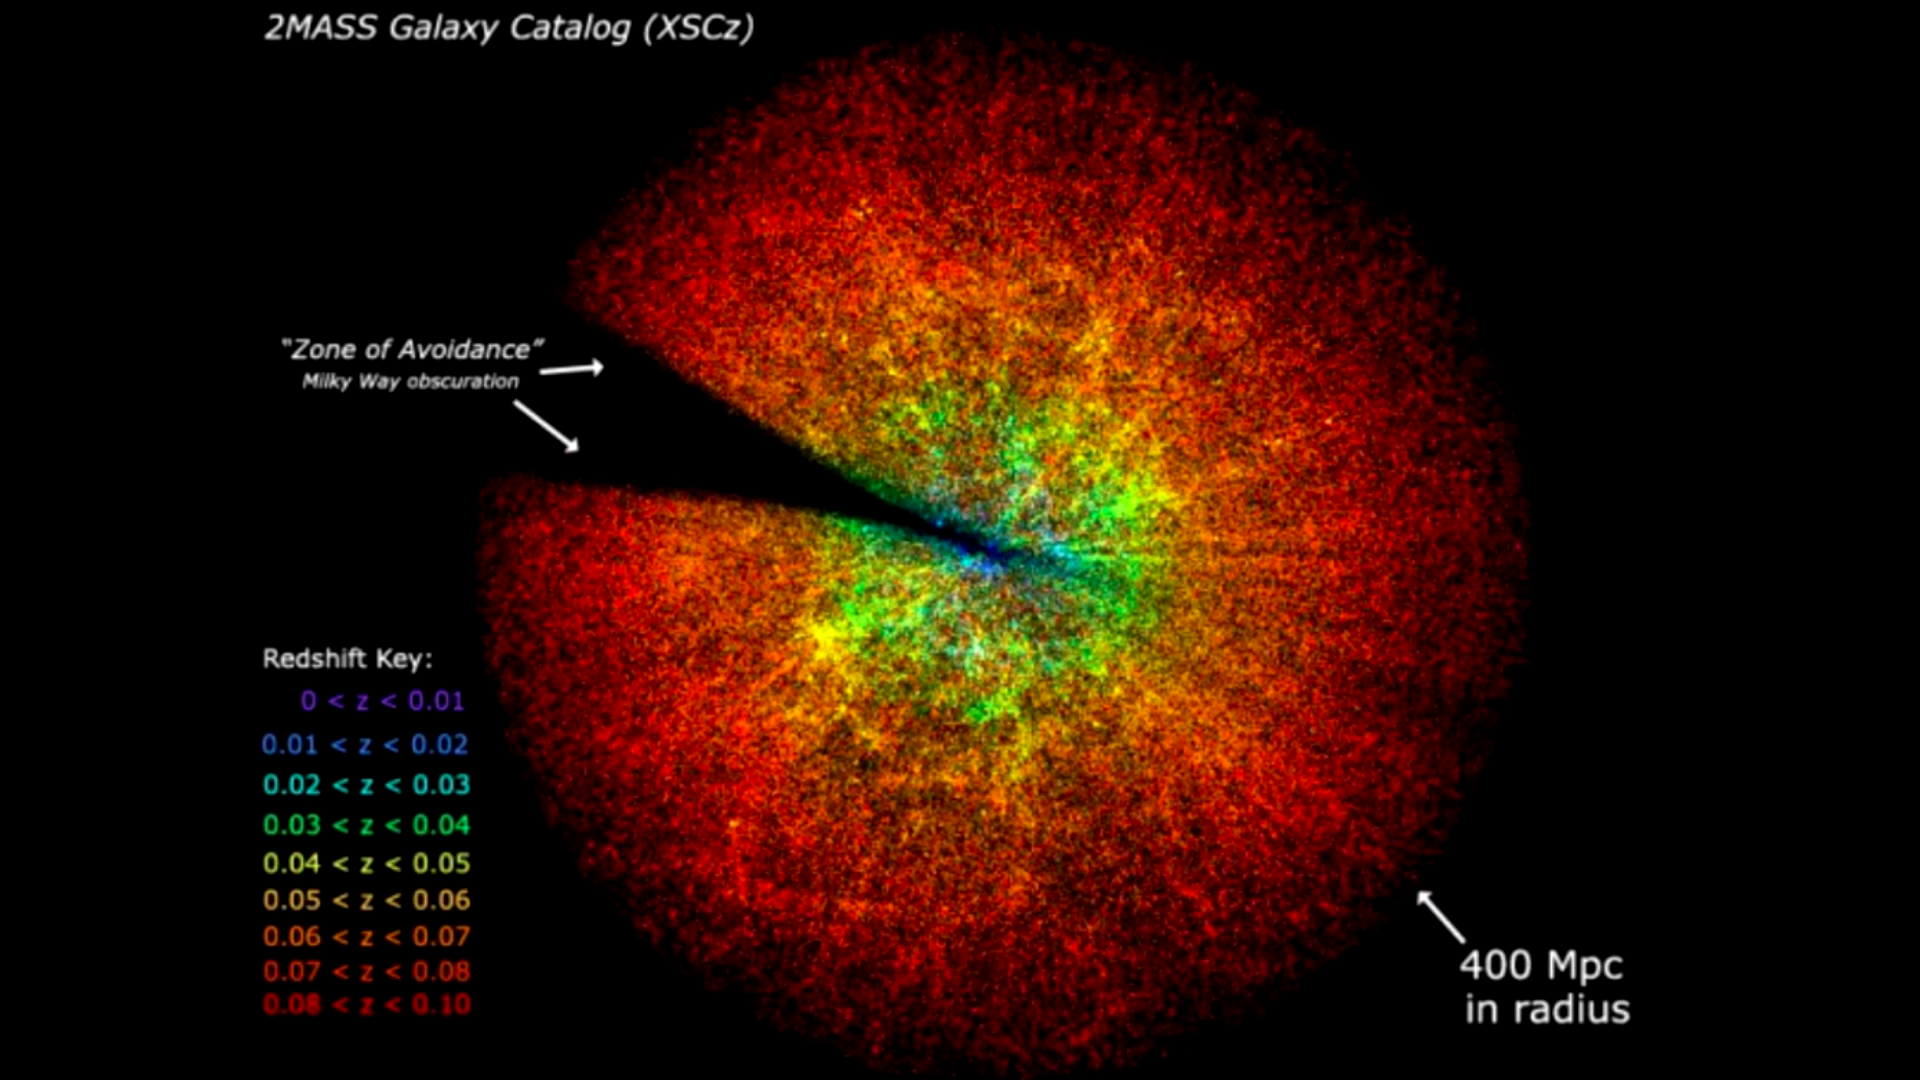 2MASS Galaxy Catalog (XSCz)
"Zone of Avoidance"
Milky Way obscuration
Redshift Key:
0 < z < 0.01
0.01 < z < 0.02
0.02 < z < 0.03
0.03 < z < 0.04
0.04 < z < 0.05
0.05 < z < 0.06
0.06 < z < 0.07
0.07 < z < 0.08
0.08 < z < 0.10
400 Mpc
in radius